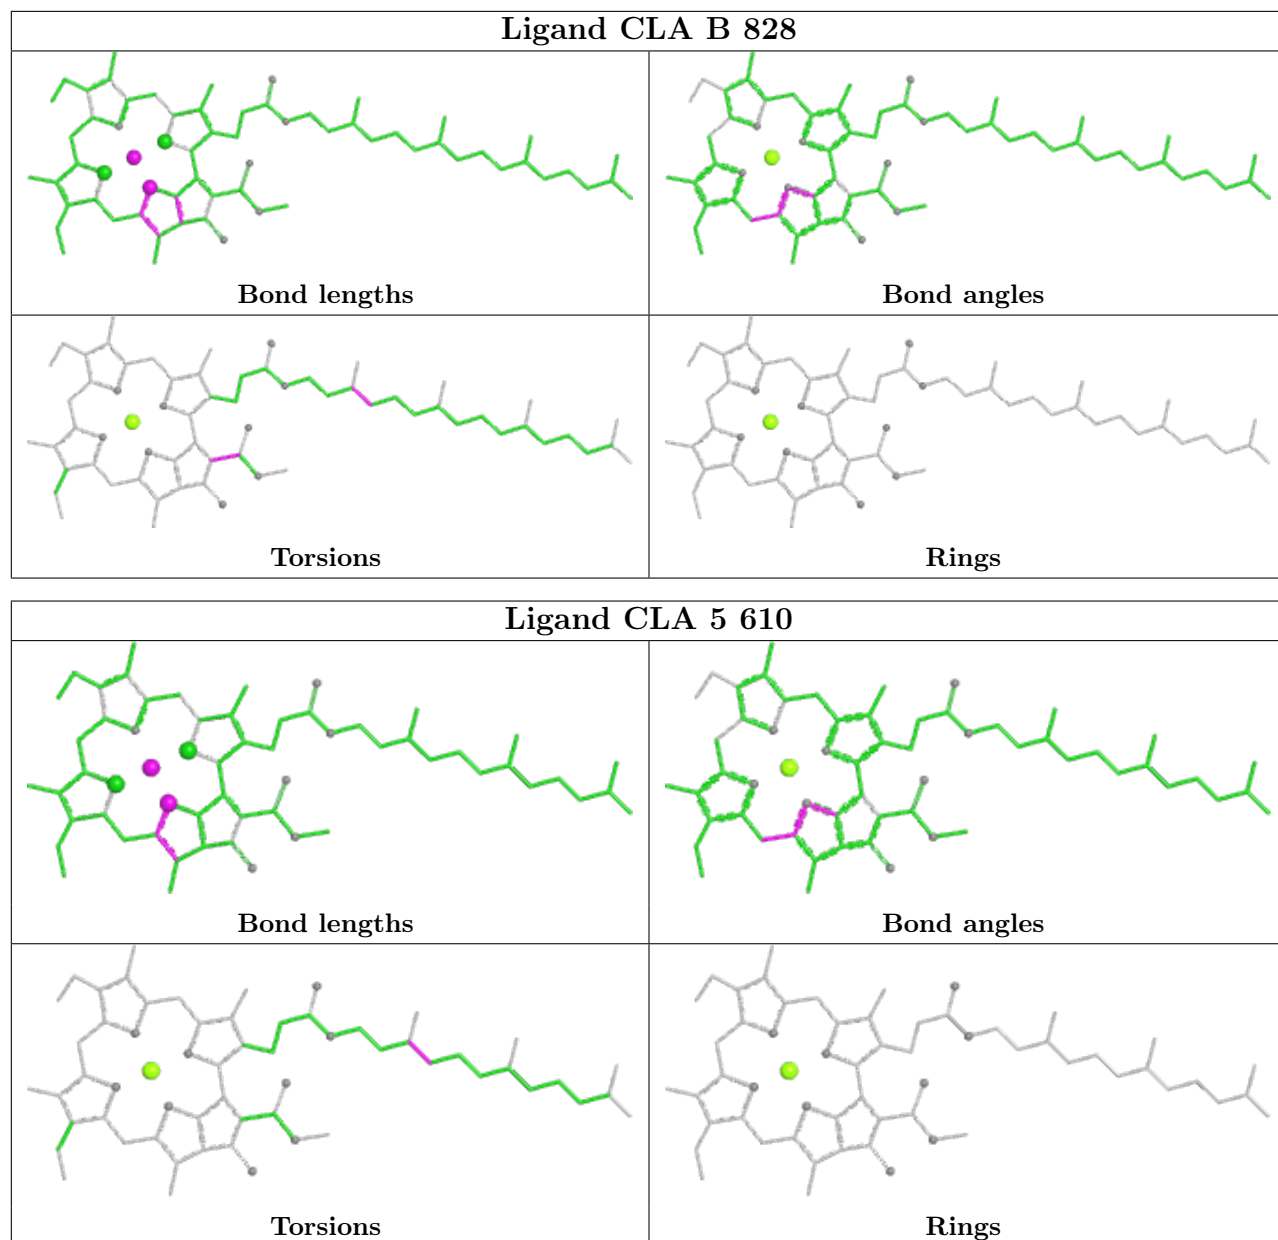 Ligand CLA B 828
Bond lengths
Bond angles
Torsions
Rings
Ligand CLA 5 610
Bond lengths
Bond angles
Torsions
Rings